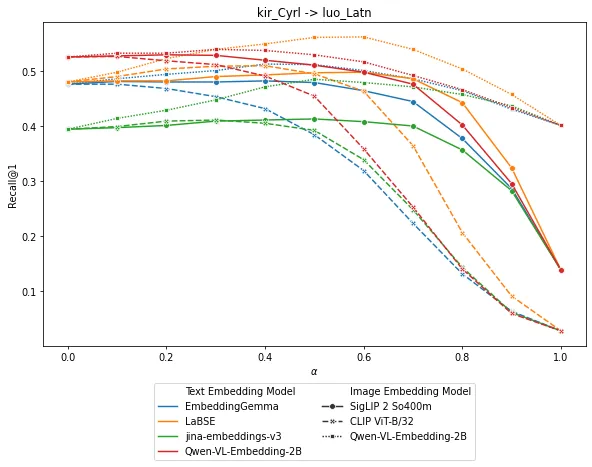 kir_Cyrl -> luo_Latn
Recall@1
0.5
0.4
0.3
0.2
0.1
0.0 0.2 0.4 0.6 0.8 1.0
α
Text Embedding Model
EmbeddingGemma
LaBSE
jina-embeddings-v3
Qwen-VL-Embedding-2B
Image Embedding Model
SigLIP 2 So400m
CLIP ViT-B/32
Qwen-VL-Embedding-2B